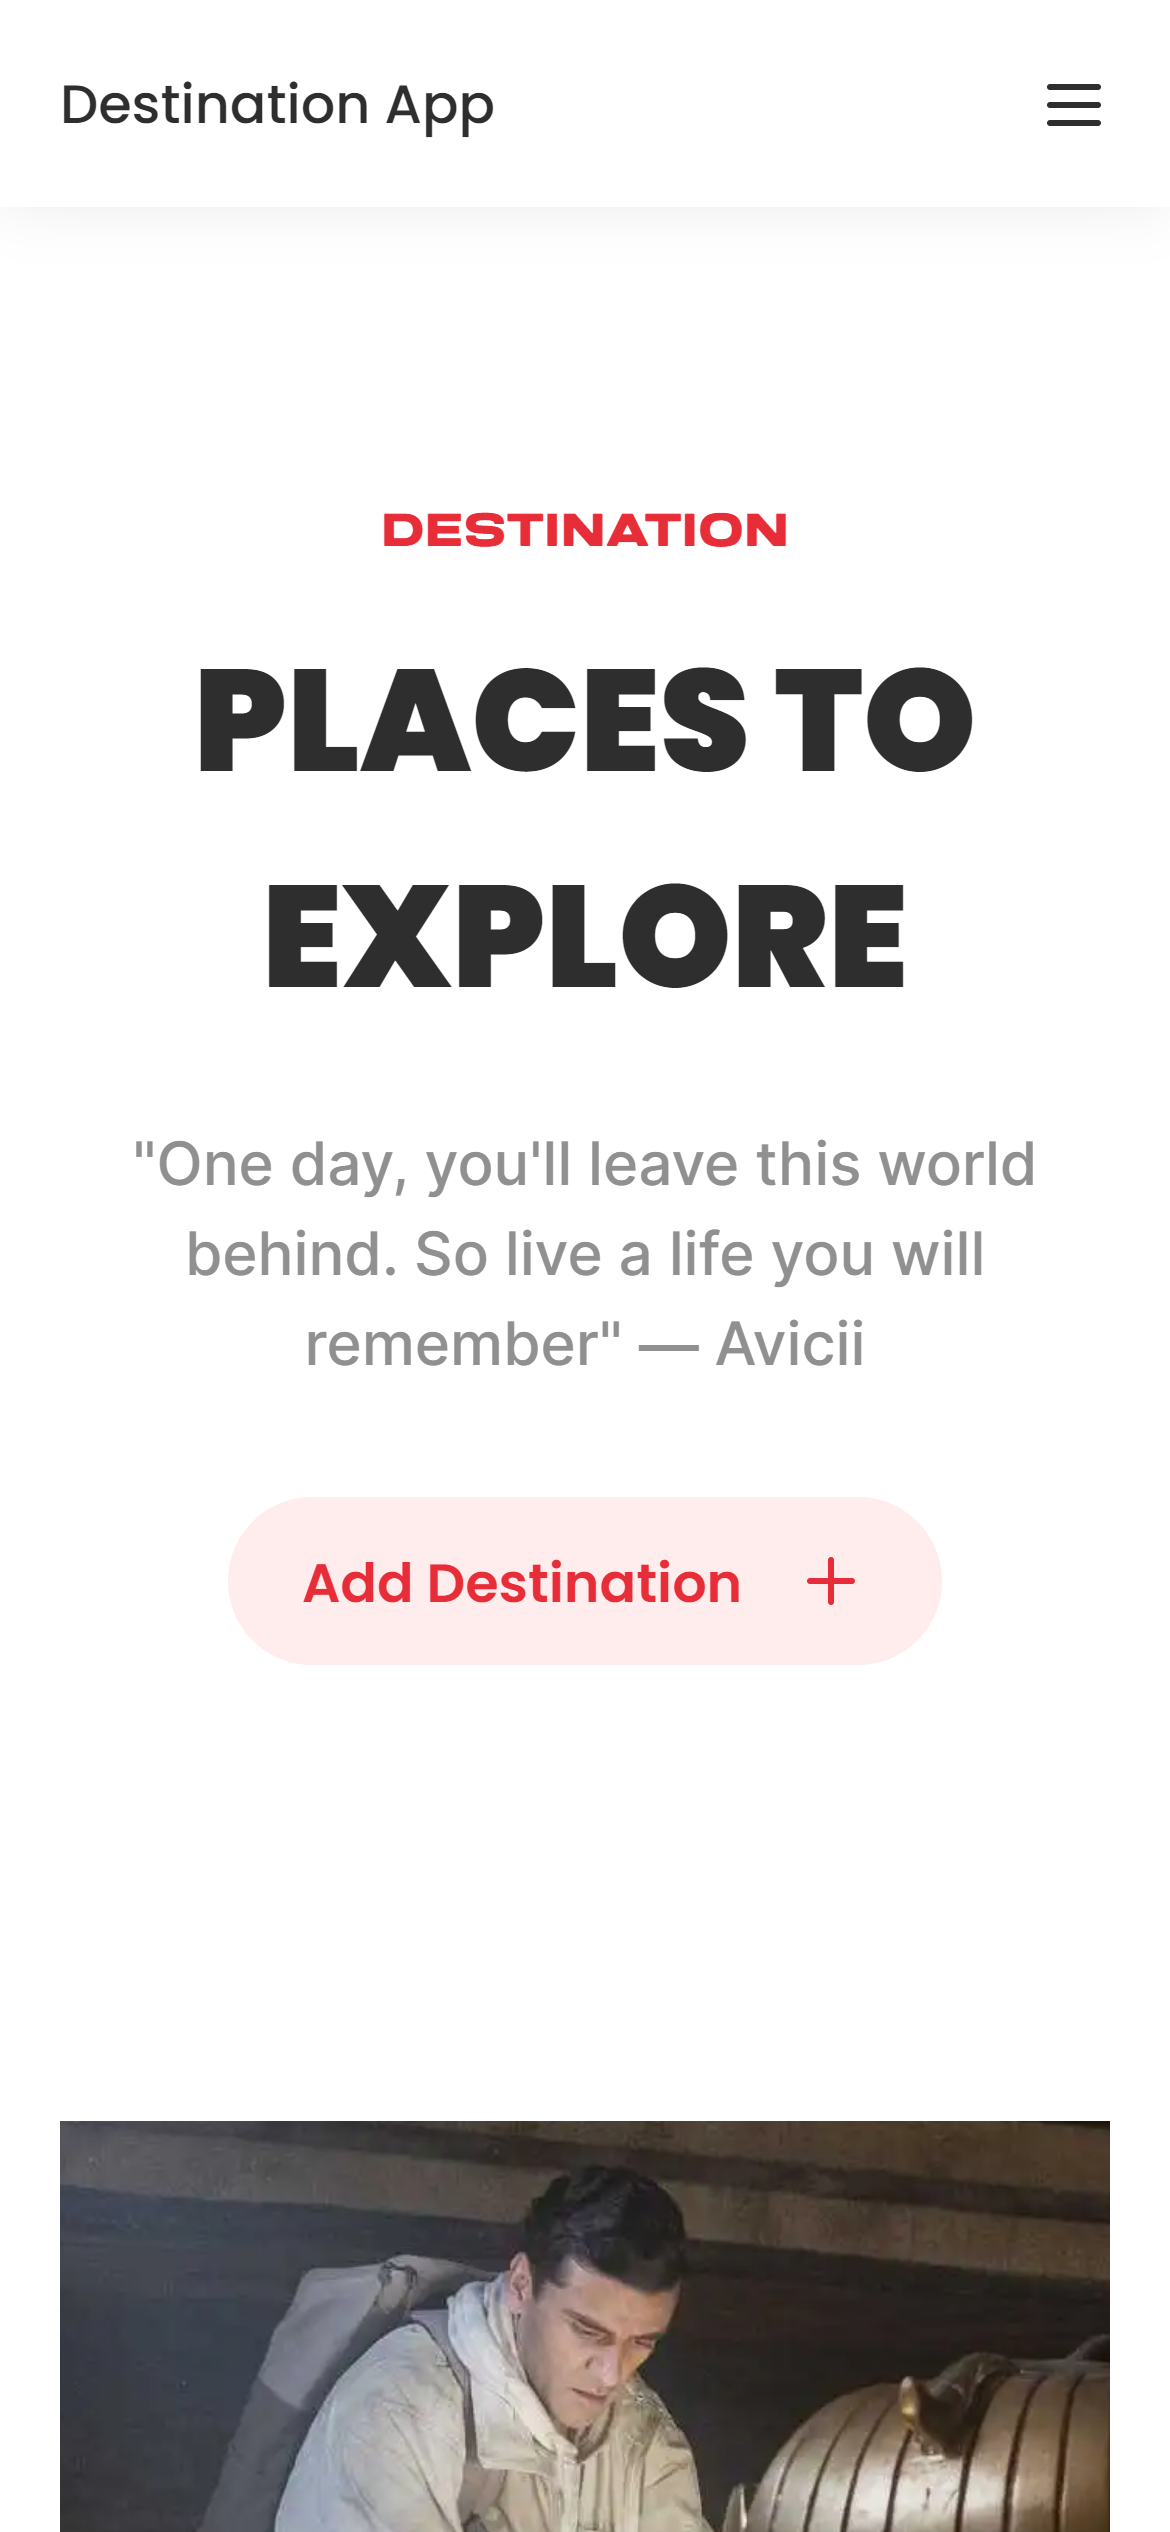 Destination App
DESTINATION
PLACES TO
EXPLORE
"One day, you'll leave this world
behind. So live a life you will
remember" — Avicii
Add Destination